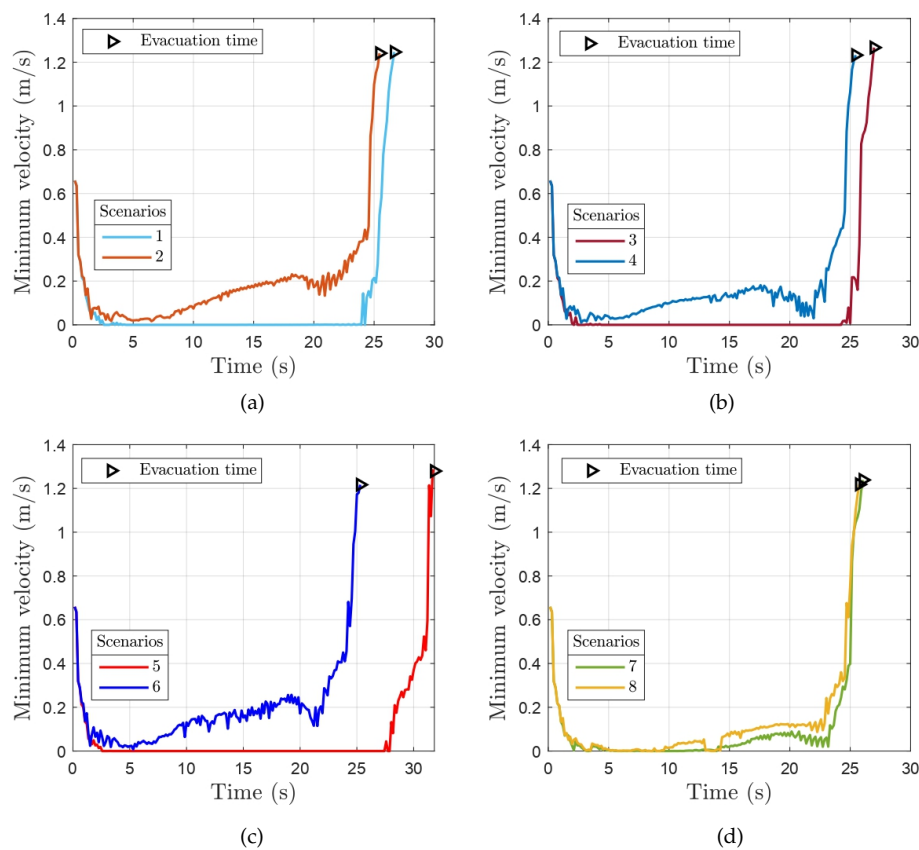 Evacuation time
Minimum velocity (m/s)
1.4
1.2
1
0.8
0.6
0.4
0.2
0
Scenarios
1
2
0 5 10 15 20 25 30
Time (s)
(a)
Evacuation time
Minimum velocity (m/s)
1.4
1.2
1
0.8
0.6
0.4
0.2
0
Scenarios
3
4
0 5 10 15 20 25 30
Time (s)
(b)
Evacuation time
Minimum velocity (m/s)
1.4
1.2
1
0.8
0.6
0.4
0.2
0
Scenarios
5
6
0 5 10 15 20 25 30
Time (s)
(c)
Evacuation time
Minimum velocity (m/s)
1.4
1.2
1
0.8
0.6
0.4
0.2
0
Scenarios
7
8
0 5 10 15 20 25 30
Time (s)
(d)